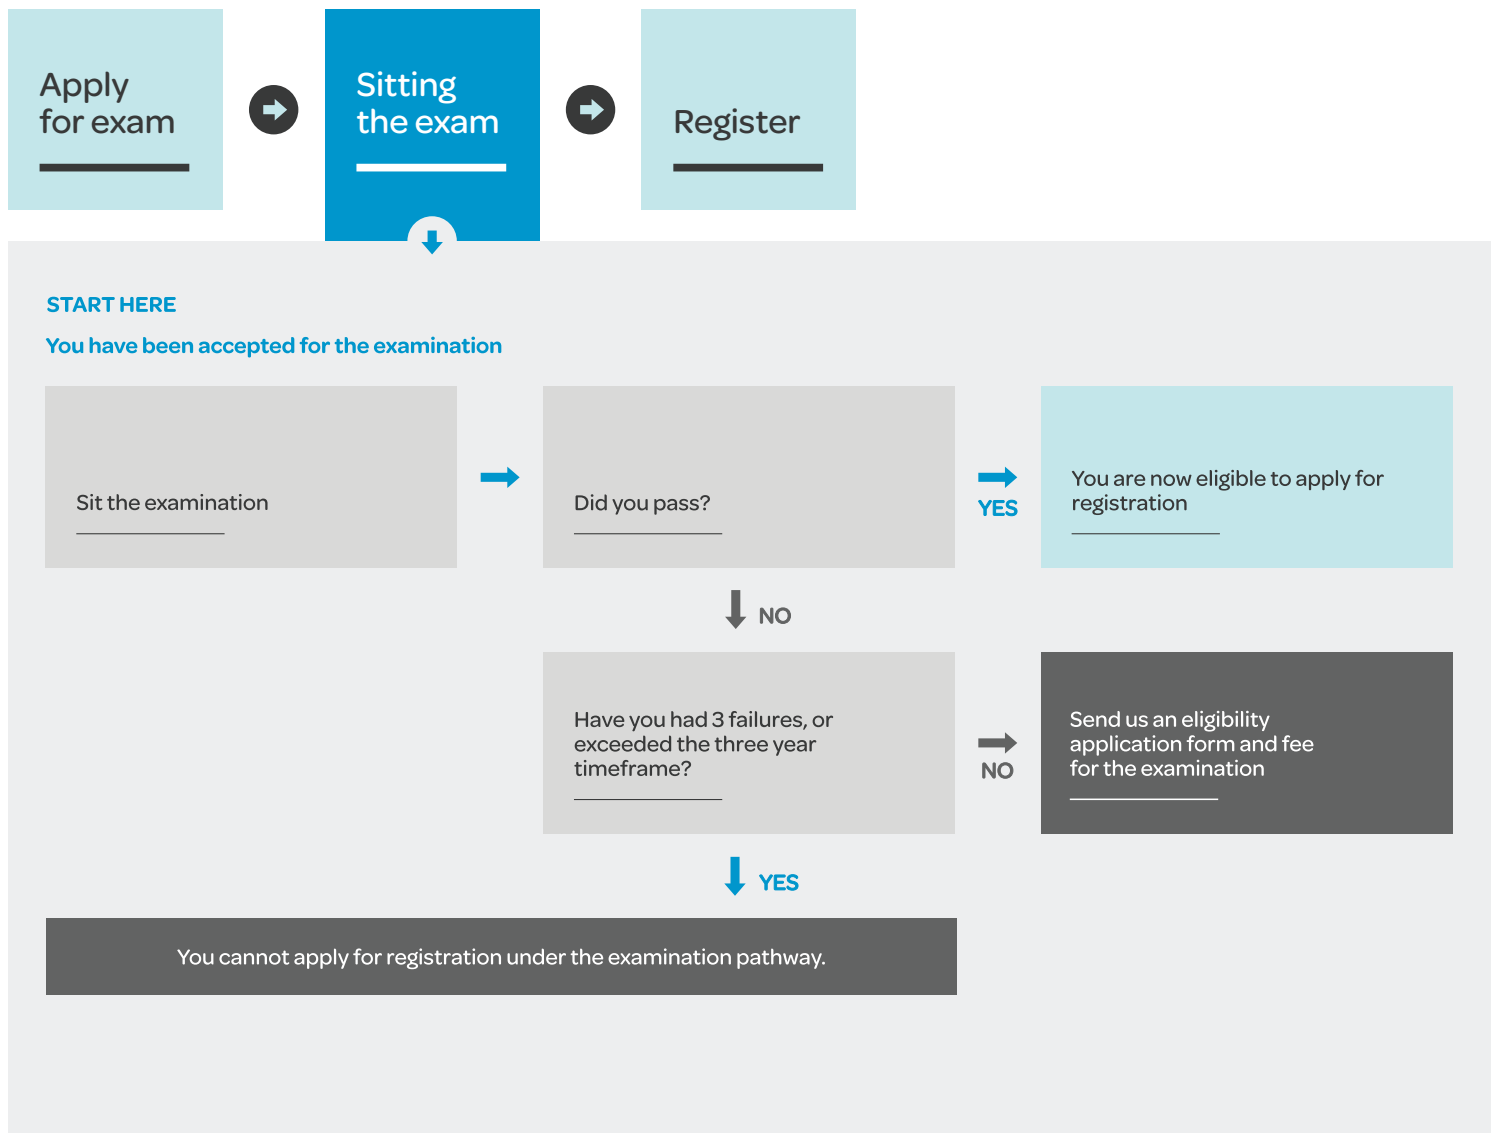 Apply
for exam
Sitting
the exam
Register
START HERE
You have been accepted for the examination
Sit the examination
Did you pass?
YES
You are now eligible to apply for
registration
NO
Have you had 3 failures, or
exceeded the three year
timeframe?
NO
Send us an eligibility
application form and fee
for the examination
YES
You cannot apply for registration under the examination pathway.